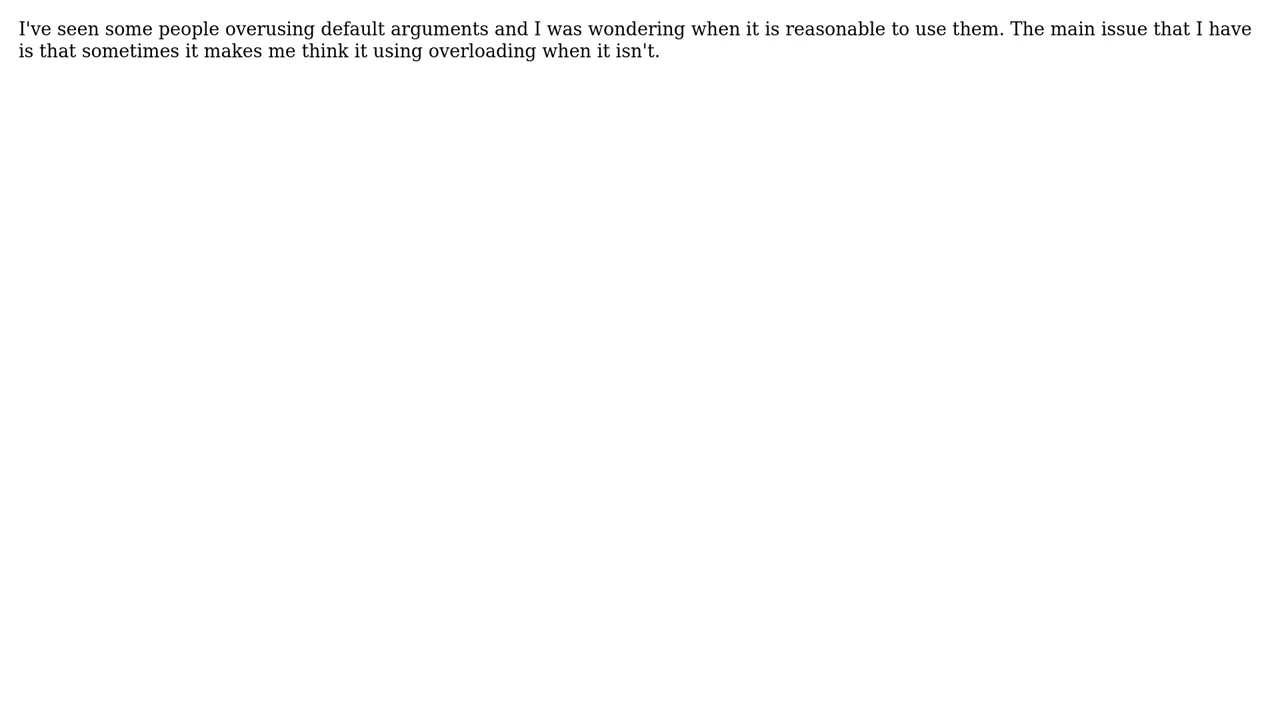 I've seen some people overusing default arguments and I was wondering when it is reasonable to use them. The main issue that I have
is that sometimes it makes me think it using overloading when it isn't.